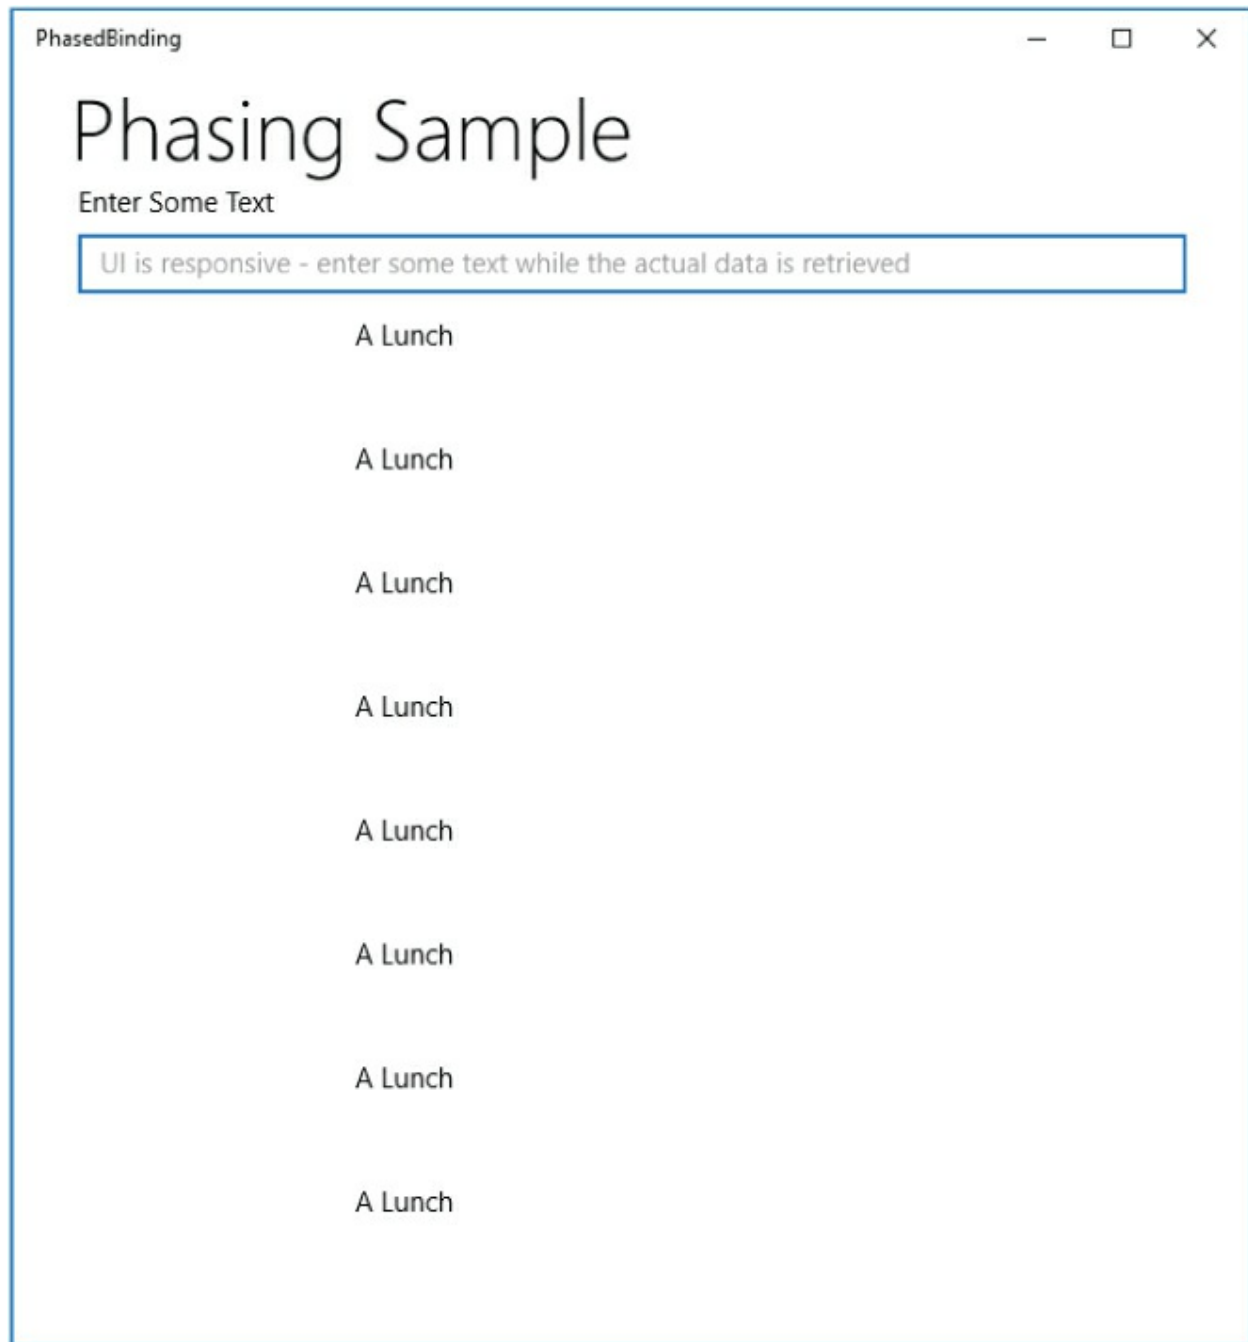 PhasedBinding
Phasing Sample
Enter Some Text
UI is responsive - enter some text while the actual data is retrieved
A Lunch
A Lunch
A Lunch
A Lunch
A Lunch
A Lunch
A Lunch
A Lunch